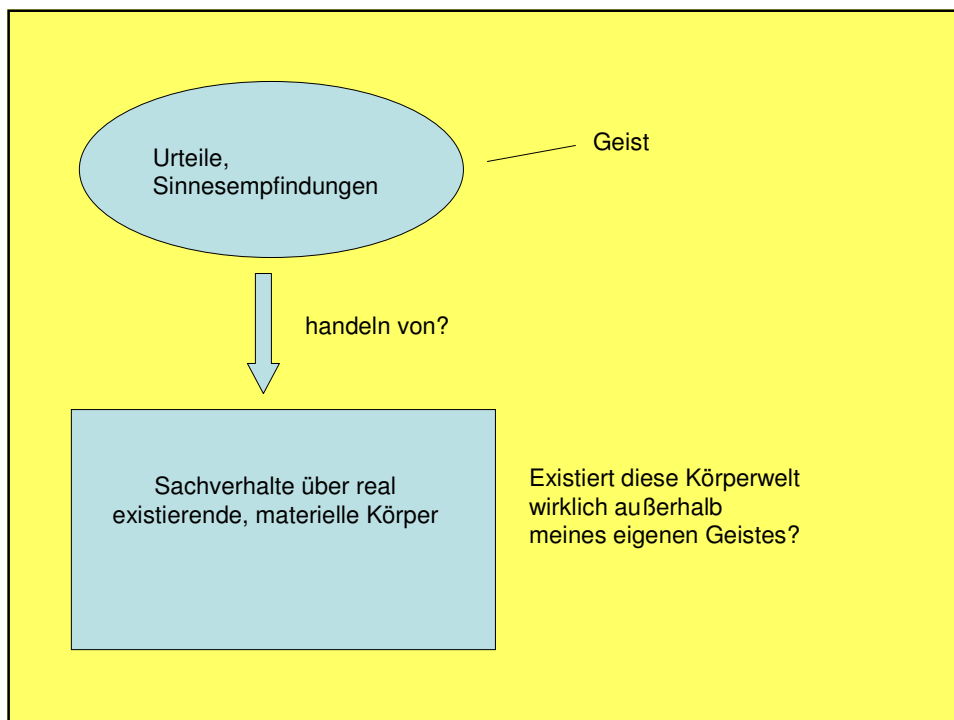 Urteile,
Sinnesempfindungen
Geist
handeln von?
Sachverhalte über real
existierende, materielle Körper
Existiert diese Körperwelt
wirklich außerhalb
meines eigenen Geistes?